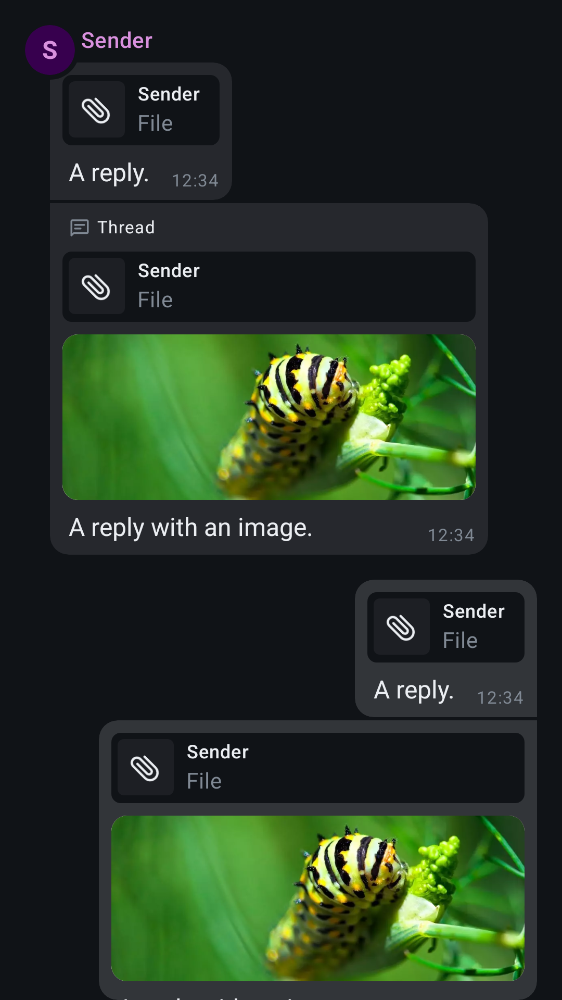 S
Sender
Sender
File
A reply.
12:34
Thread
Sender
File
A reply with an image.
12:34
Sender
File
A reply.
12:34
Sender
File